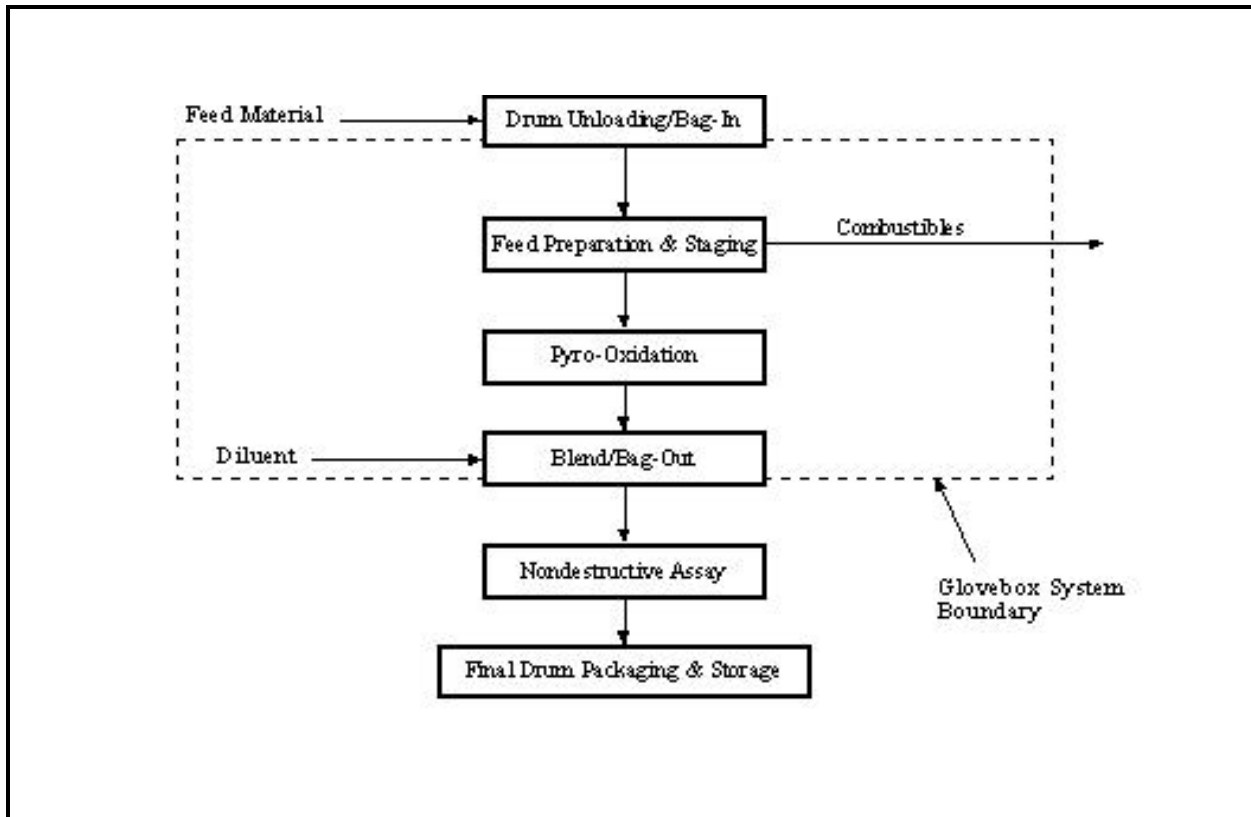 Feed Material
Drum Unloading/Bag-In
Feed Preparation & Staging
Combustibles
Pyro-Oxidation
Diluent
Blend/Bag-Out
Nondestructive Assay
Glovebox System
Boundary
Final Drum Packaging & Storage